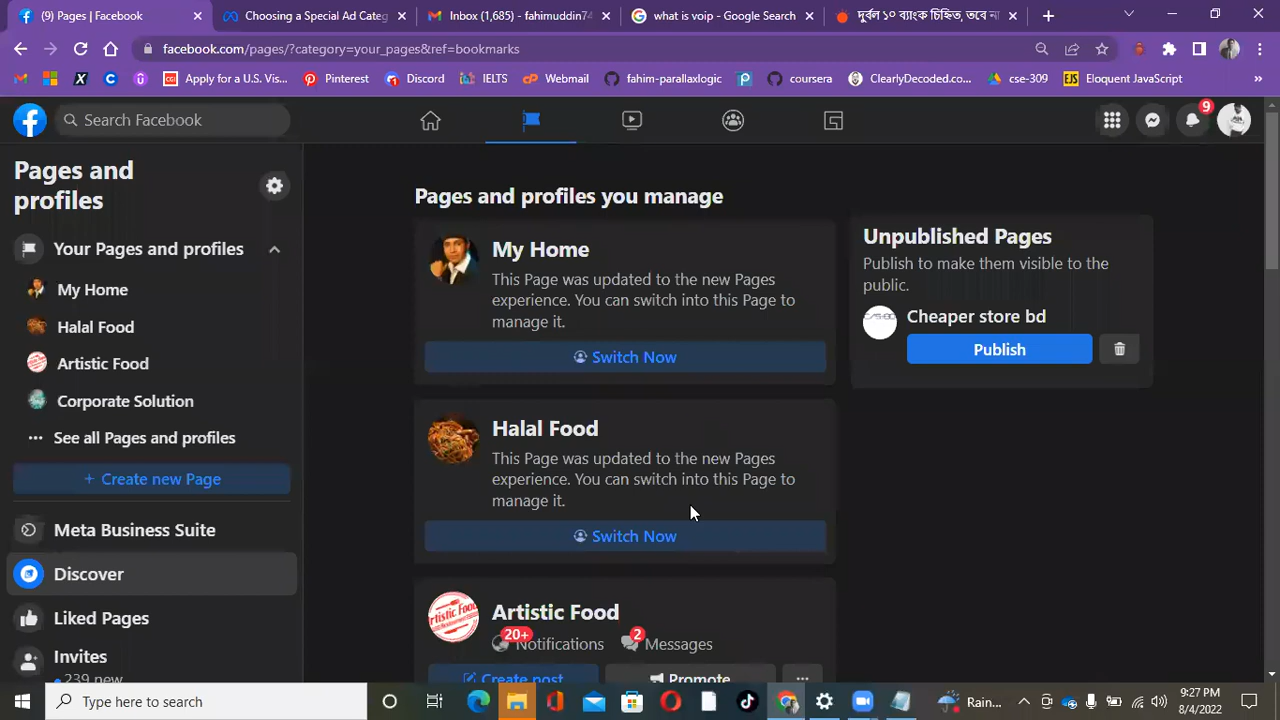 (9) Pages | Facebook
Choosing a Special Ad Categ
Inbox (1,685) - fahimuddin74
what is voip - Google Search
দুর্বল ১০ ব্যাংক চিহ্নিত, তবে না
facebook.com/pages/?category=your_pages&ref=bookmarks
Apply for a U.S. Vis...
Pinterest
Discord
IELTS
Webmail
fahim-parallaxlogic
coursera
ClearlyDecoded.co...
cse-309
EJS
Eloquent JavaScript
Search Facebook
9
Pages and
profiles
Your Pages and profiles
My Home
Halal Food
Artistic Food
Corporate Solution
See all Pages and profiles
+ Create new Page
Meta Business Suite
Discover
Liked Pages
Invites
239 new
Pages and profiles you manage
My Home
This Page was updated to the new Pages
experience. You can switch into this Page to
manage it.
Switch Now
Halal Food
This Page was updated to the new Pages
experience. You can switch into this Page to
manage it.
Switch Now
Artistic Food
20+ Notifications
2 Messages
Create post
Promote
Unpublished Pages
Publish to make them visible to the
public.
Cheaper store bd
Publish
Type here to search
Rain...
9:27 PM
8/4/2022